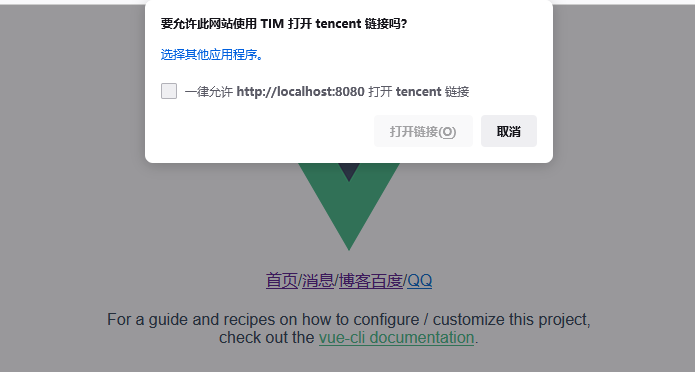 要允许此网站使用 TIM 打开 tencent 链接吗?
选择其他应用程序。
一律允许 http://localhost:8080 打开 tencent 链接
打开链接(O) 取消
首页/消息/博客百度/QQ
For a guide and recipes on how to configure / customize this project,
check out the vue-cli documentation.